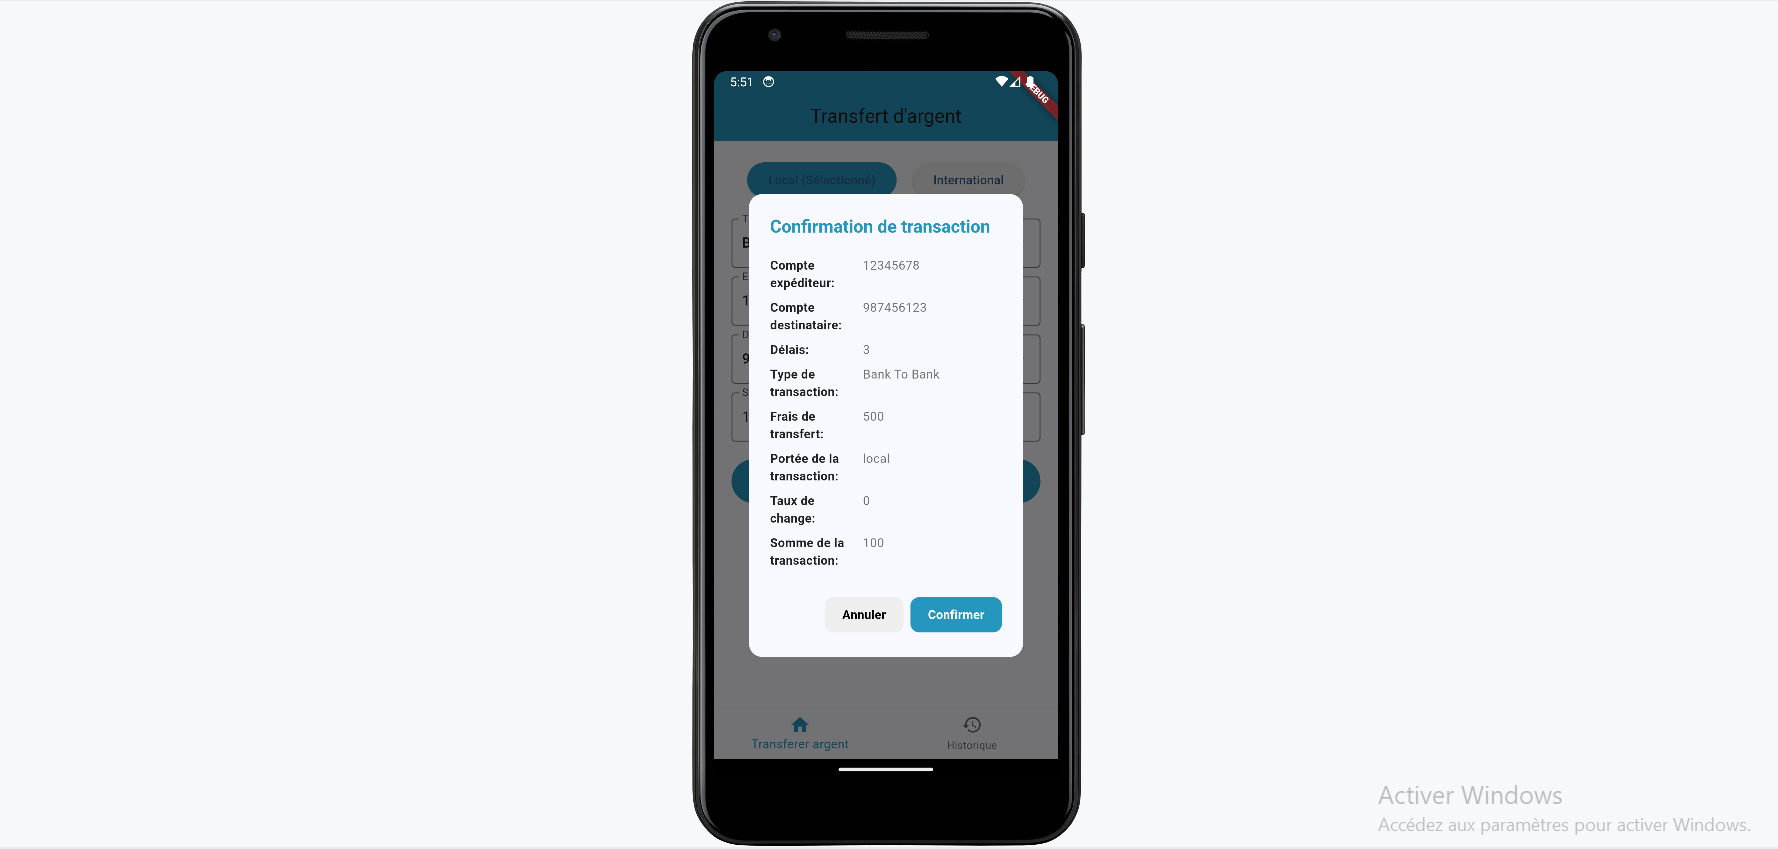 5:51
DEBUG
Transfert d'argent
Local (Sélectionné) International
Confirmation de transaction
Compte 12345678
expéditeur:
Compte 987456123
destinataire:
Délais: 3
Type de Bank To Bank
transaction:
Frais de 500
transfert:
Portée de la local
transaction:
Taux de 0
change:
Somme de la 100
transaction:
Annuler Confirmer
Transferer argent Historique
Activer Windows
Accédez aux paramètres pour activer Windows.